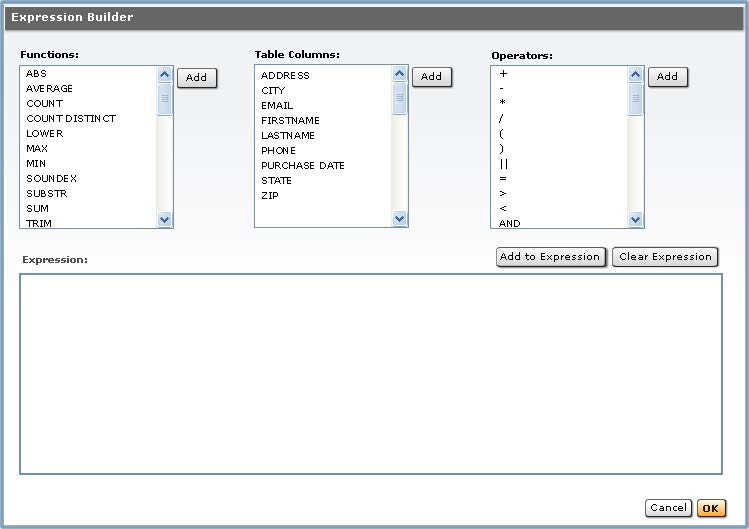 Expression Builder
Functions:
ABS
AVERAGE
COUNT
COUNT DISTINCT
LOWER
MAX
MIN
SOUNDEX
SUBSTR
SUM
TRIM
Add
Table Columns:
ADDRESS
CITY
EMAIL
FIRSTNAME
LASTNAME
PHONE
PURCHASE DATE
STATE
ZIP
Add
Operators:
+
-
*
/
(
)
||
=
>
<
AND
Add
Expression:
Add to Expression
Clear Expression
Cancel
OK